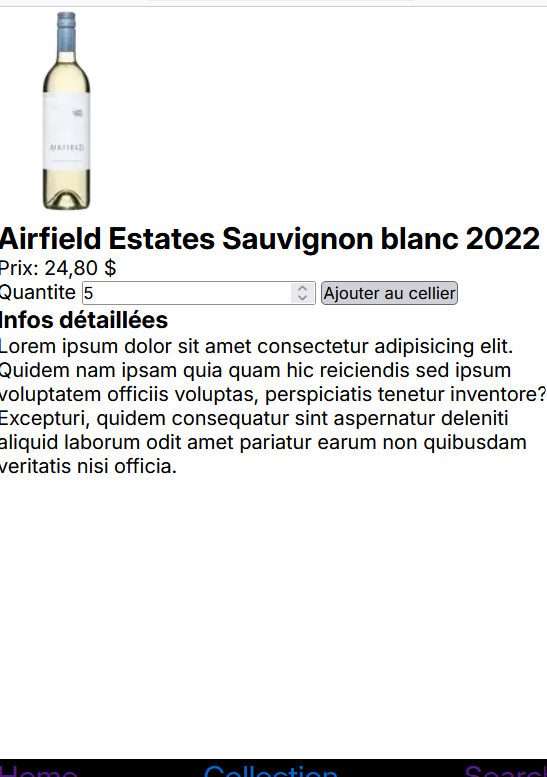 AIRFIELD
Airfield Estates Sauvignon blanc 2022
Prix: 24,80 $
Quantite 5 Ajouter au cellier
Infos détaillées
Lorem ipsum dolor sit amet consectetur adipisicing elit.
Quidem nam ipsam quia quam hic reiciendis sed ipsum
voluptatem officiis voluptas, perspiciatis tenetur inventore?
Excepturi, quidem consequatur sint aspernatur deleniti
aliquid laborum odit amet pariatur earum non quibusdam
veritatis nisi officia.
Home Collection Search